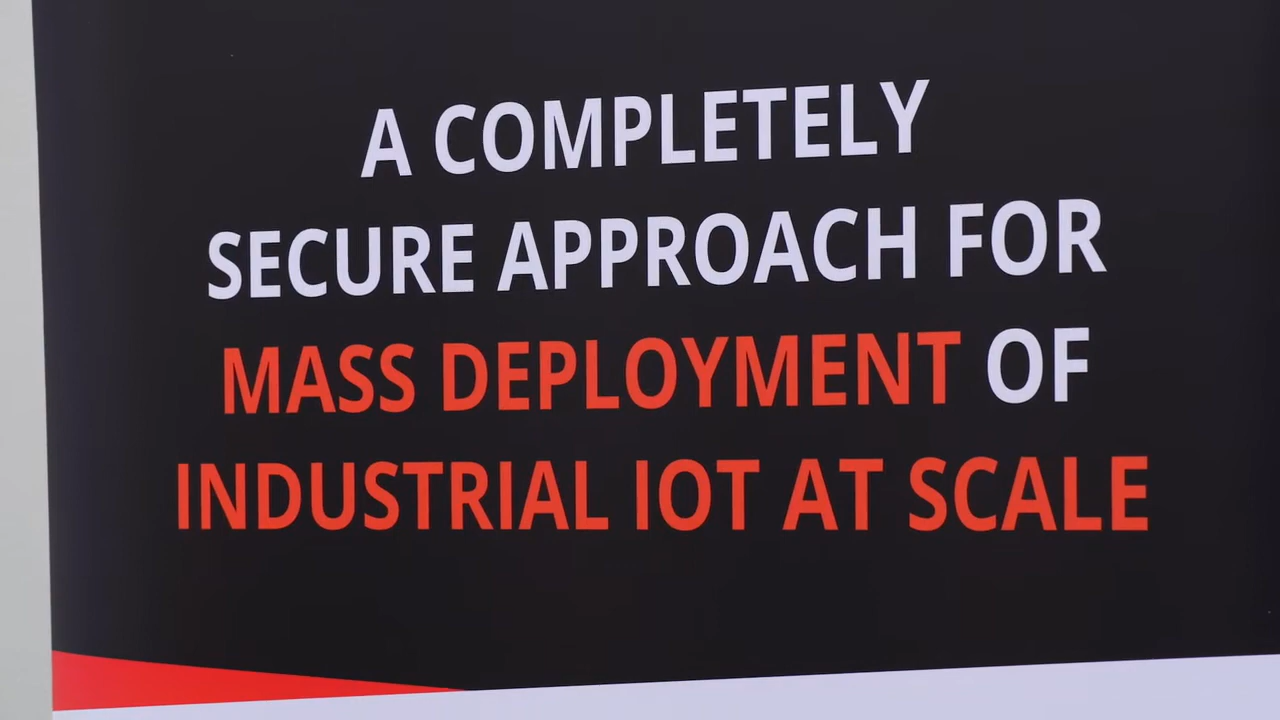 A COMPLETELY
SECURE APPROACH FOR
MASS DEPLOYMENT OF
INDUSTRIAL IOT AT SCALE